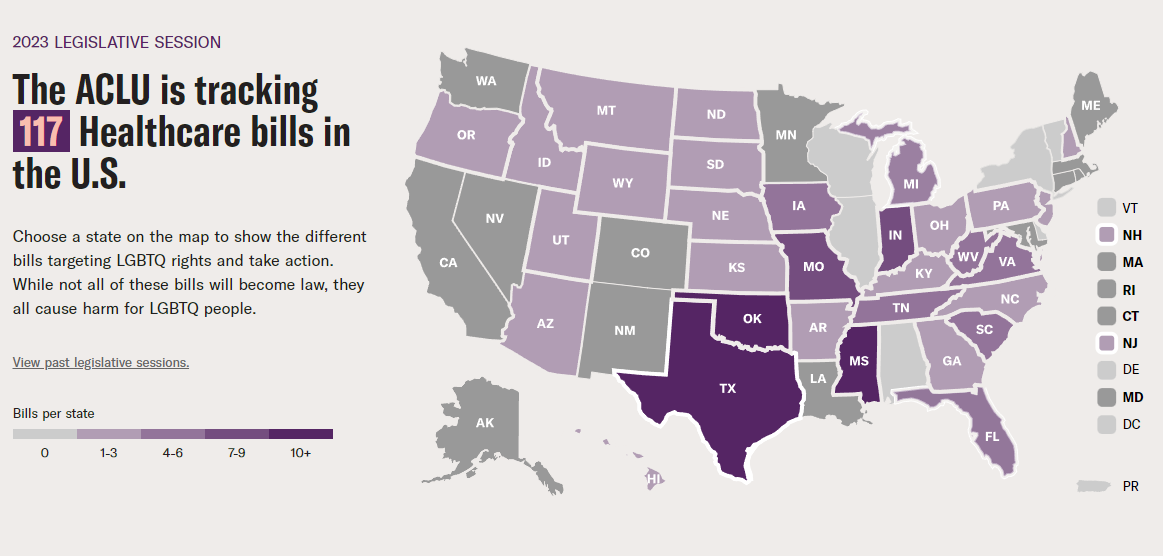 2023 LEGISLATIVE SESSION
The ACLU is tracking
117 Healthcare bills in
the U.S.
Choose a state on the map to show the different
bills targeting LGBTQ rights and take action.
While not all of these bills will become law, they
all cause harm for LGBTQ people.
View past legislative sessions.
Bills per state
0 1-3 4-6 7-9 10+
WA
ME
MT
ND
MN
OR
ID
SD
MI
WY
IA
PA
NE
NV
OH
IN
UT
CO
WV
VA
CA
KS
MO
KY
NC
TN
OK
AZ
NM
AR
SC
MS
GA
LA
TX
AK
FL
HI
VT
NH
MA
RI
CT
NJ
DE
MD
DC
PR